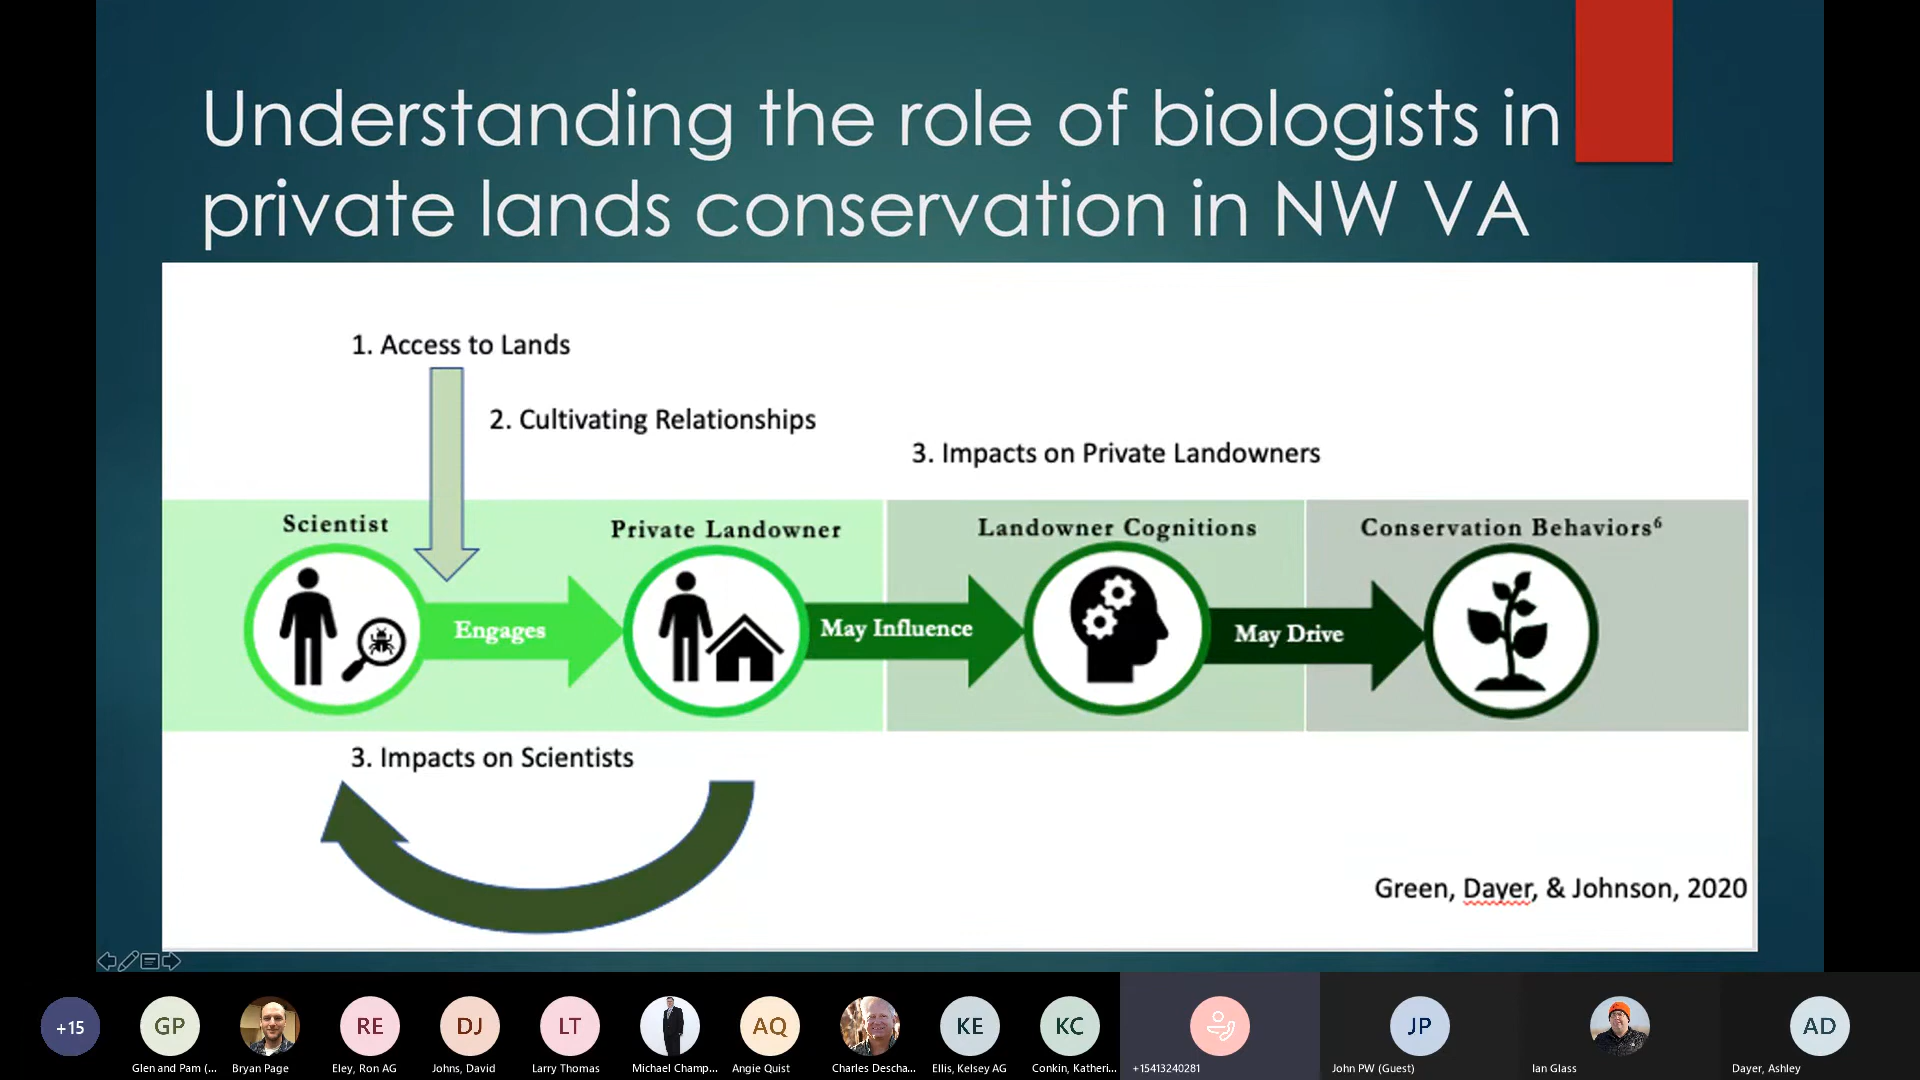 Understanding the role of biologists in
private lands conservation in NW VA
1. Access to Lands
2. Cultivating Relationships
3. Impacts on Private Landowners
Scientist
Private Landowner
Landowner Cognitions
Conservation Behaviors⁶
Engages
May Influence
May Drive
3. Impacts on Scientists
Green, Dayer, & Johnson, 2020
+15
GP
RE
DJ
LT
AQ
KE
KC
JP
AD
Glen and Pam (...
Bryan Page
Eley, Ron AG
Johns, David
Larry Thomas
Michael Champ...
Angie Quist
Charles Descha...
Ellis, Kelsey AG
Conkin, Katheri...
+15413240281
John PW (Guest)
Ian Glass
Dayer, Ashley